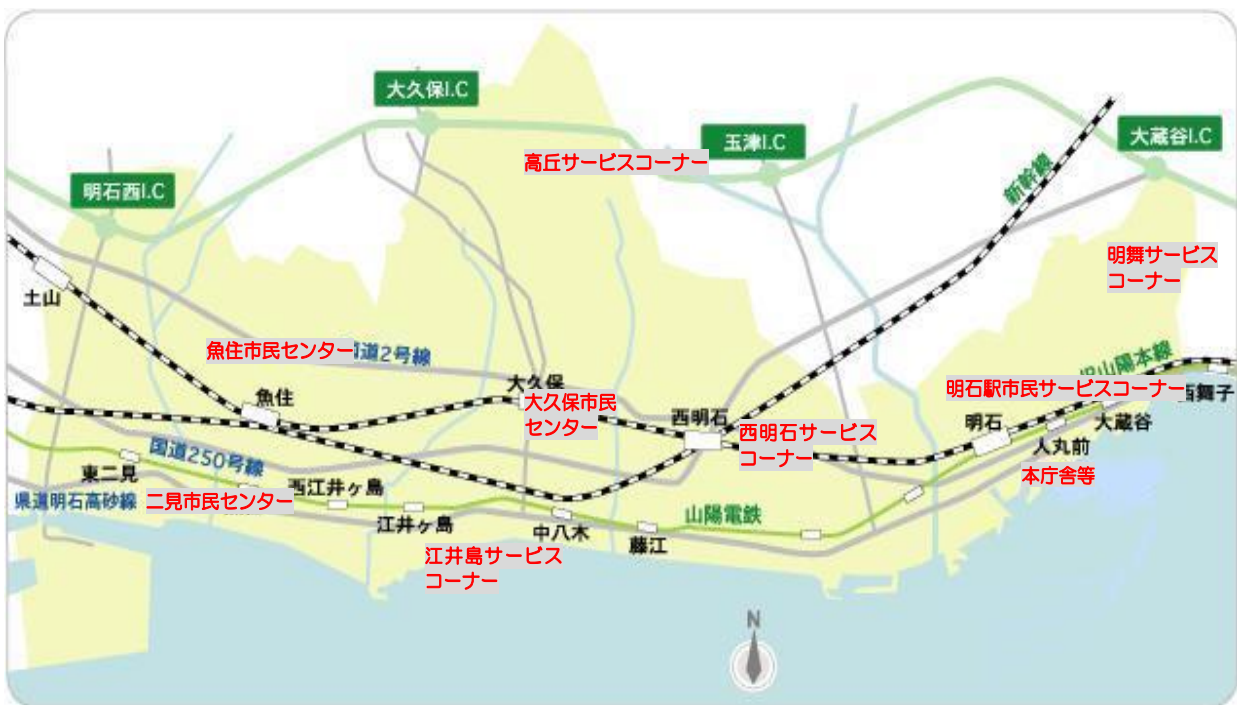 大久保I.C
玉津I.C
大蔵谷I.C
高丘サービスコーナー
明石西I.C
新幹線
明舞サービス
コーナー
土山
魚住市民センター
道2号線
JR山陽本線
大久保
大久保市民
センター
明石駅市民サービスコーナー
西舞子
魚住
西明石
西明石サービス
コーナー
明石
大蔵谷
人丸前
本庁舎等
国道250号線
東二見
県道明石高砂線
二見市民センター
西江井ヶ島
江井ヶ島
中八木
藤江
山陽電鉄
江井島サービス
コーナー
N